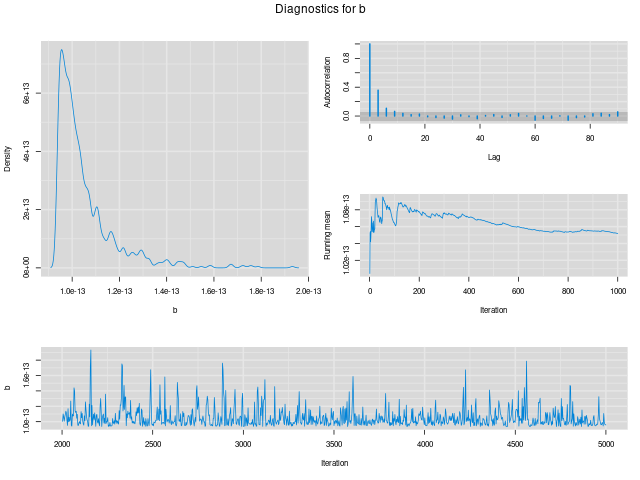 Diagnostics for b
Density
0e+00 2e+13 4e+13 6e+13
1.0e-13 1.2e-13 1.4e-13 1.6e-13 1.8e-13 2.0e-13
b
Autocorrelation
0.0 0.4 0.8
0 20 40 60 80
Lag
Running mean
1.02e-13 1.06e-13
0 200 400 600 800 1000
Iteration
b
1.0e-13 1.6e-13
2000 2500 3000 3500 4000 4500 5000
Iteration